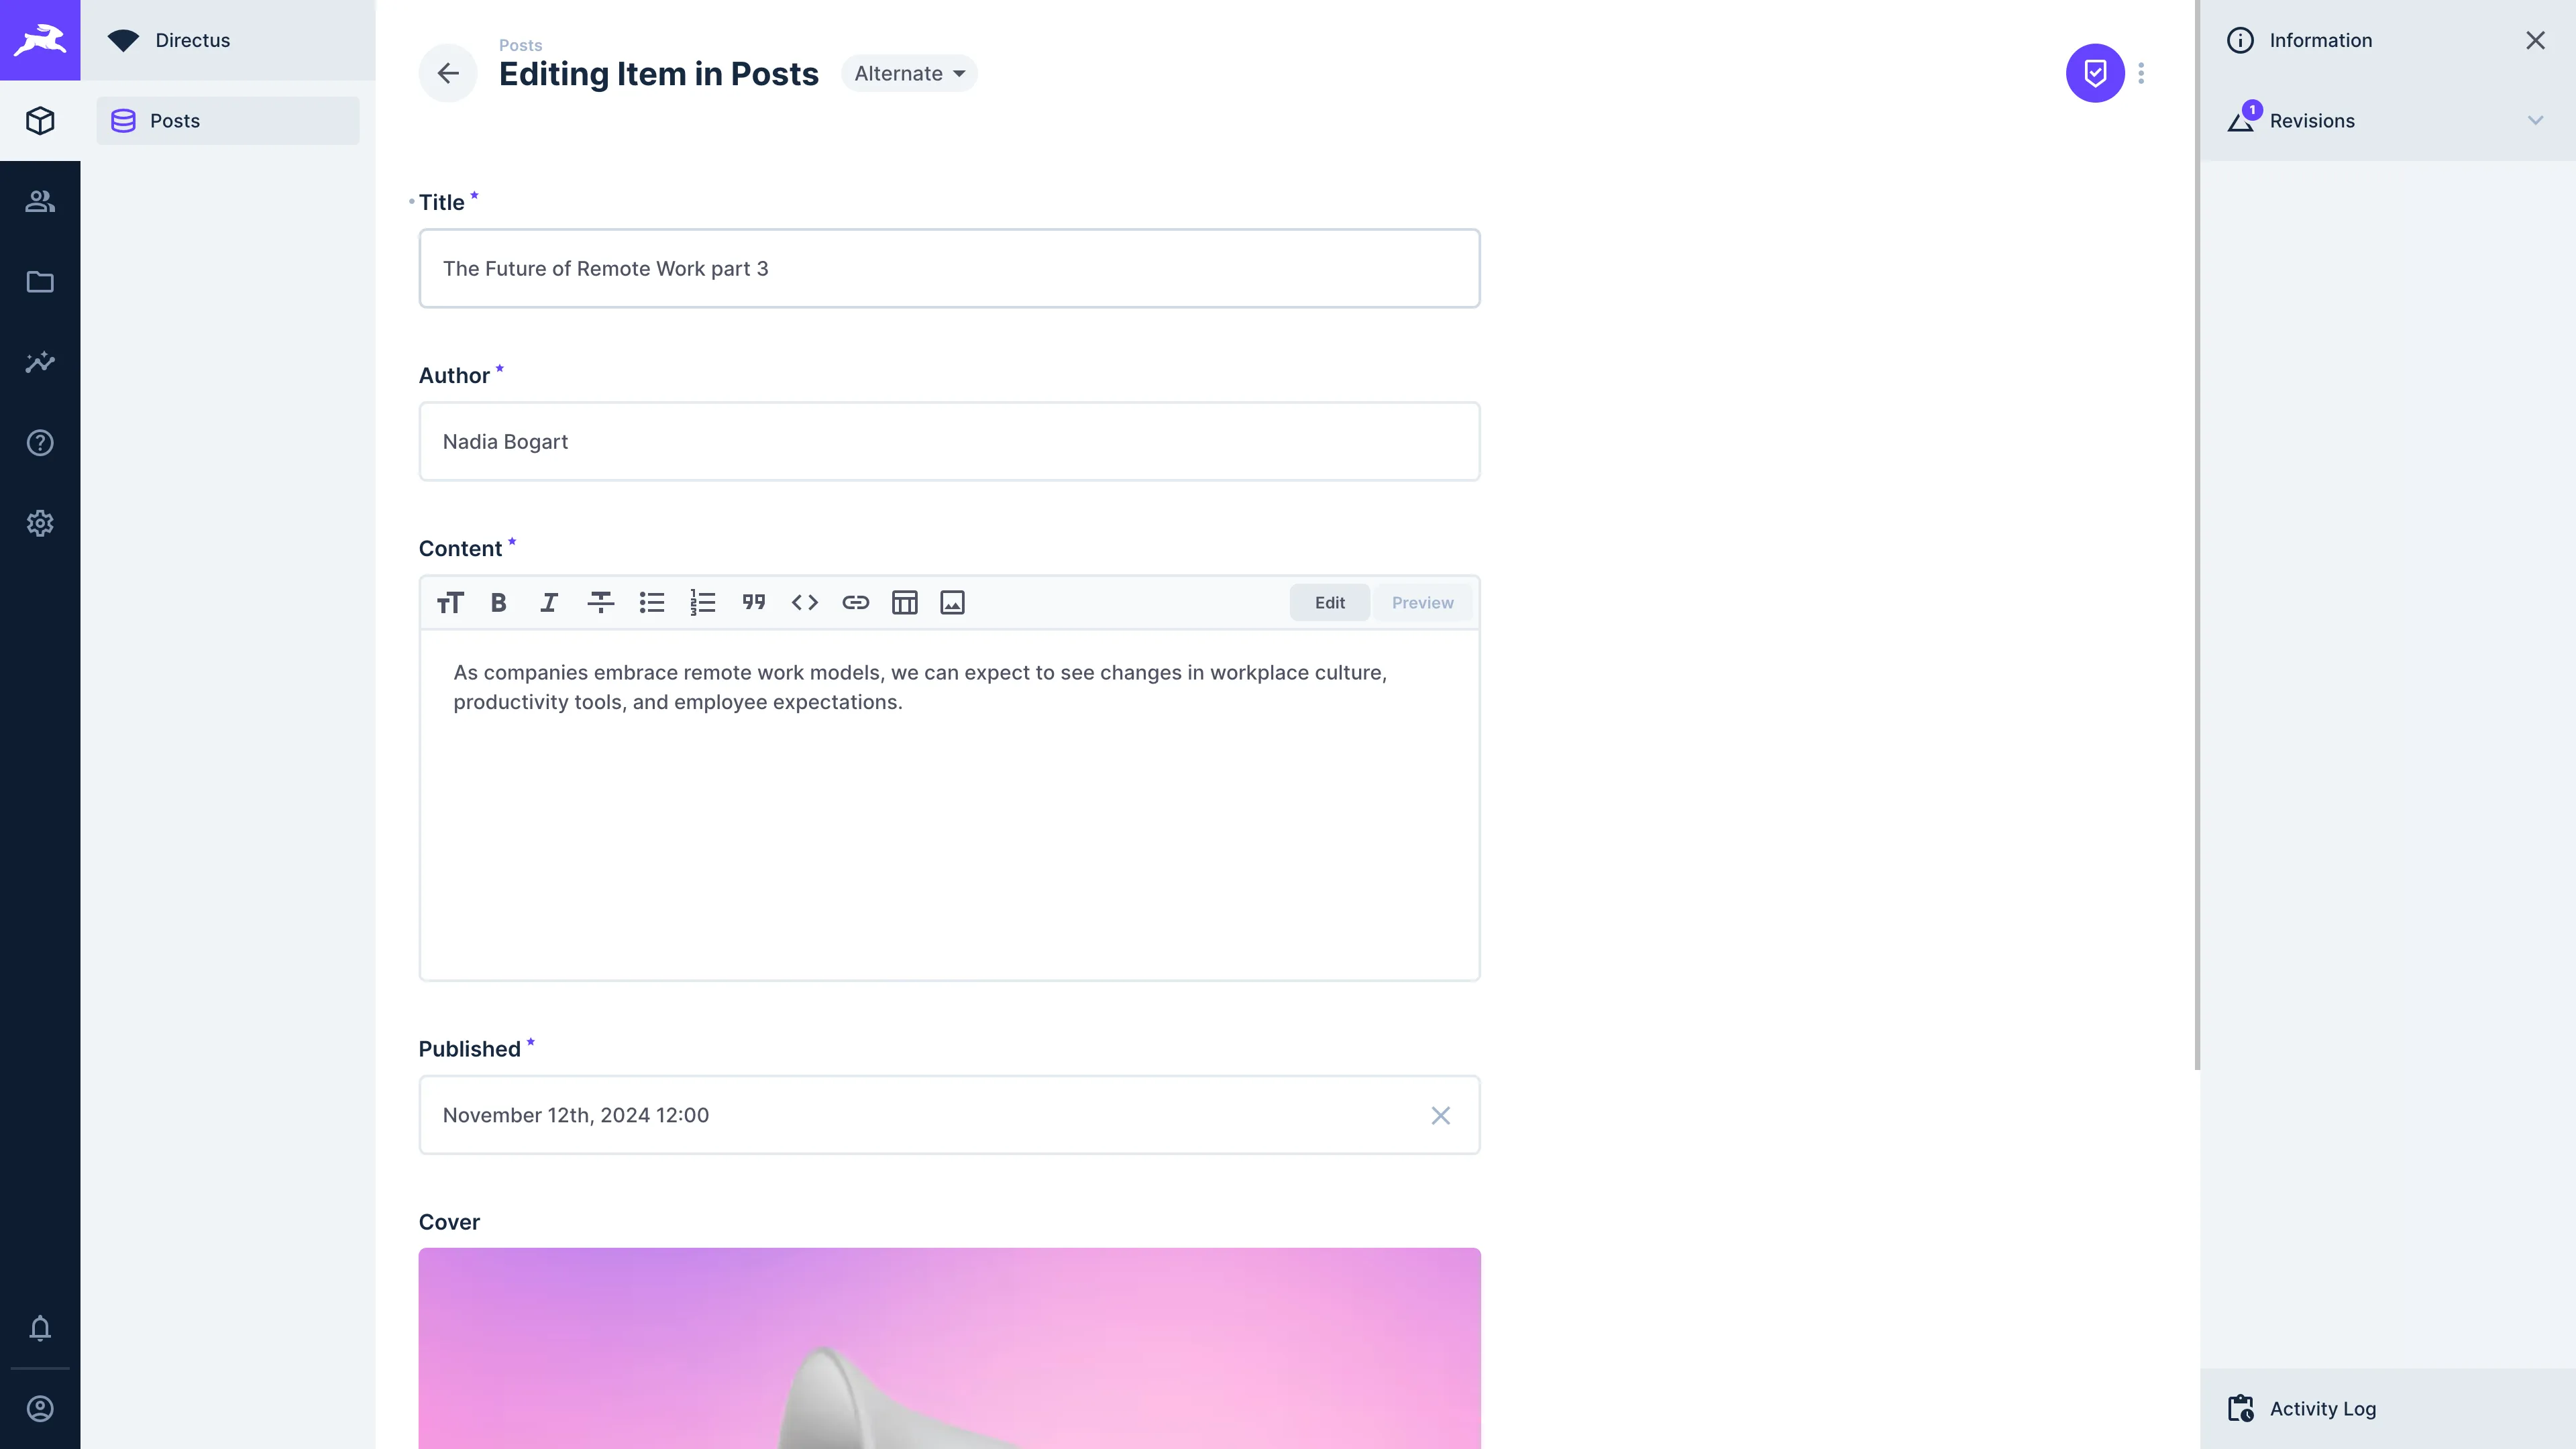 Directus
Posts
Posts
Editing Item in Posts
Alternate
Title *
The Future of Remote Work part 3
Author *
Nadia Bogart
Content *
Edit
Preview
As companies embrace remote work models, we can expect to see changes in workplace culture,
productivity tools, and employee expectations.
Published *
November 12th, 2024 12:00
Cover
Information
1
Revisions
Activity Log